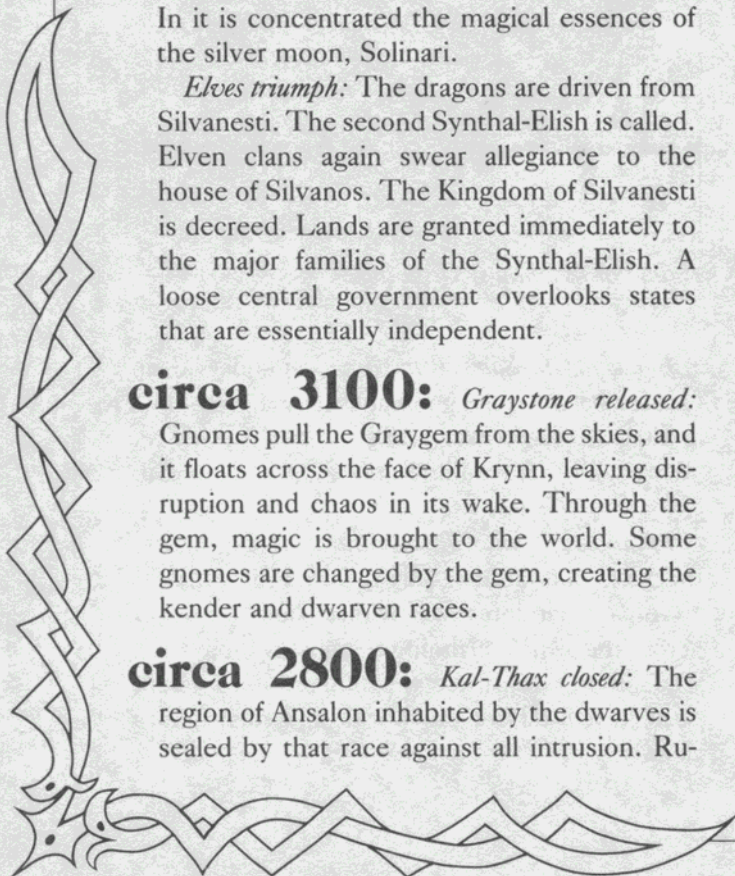 In it is concentrated the magical essences of
the silver moon, Solinari.
Elves triumph: The dragons are driven from
Silvanesti. The second Synthal-Elish is called.
Elven clans again swear allegiance to the
house of Silvanos. The Kingdom of Silvanesti
is decreed. Lands are granted immediately to
the major families of the Synthal-Elish. A
loose central government overlooks states
that are essentially independent.
circa 3100: Graystone released:
Gnomes pull the Graygem from the skies, and
it floats across the face of Krynn, leaving dis-
ruption and chaos in its wake. Through the
gem, magic is brought to the world. Some
gnomes are changed by the gem, creating the
kender and dwarven races.
circa 2800: Kal-Thax closed: The
region of Ansalon inhabited by the dwarves is
sealed by that race against all intrusion. Ru-